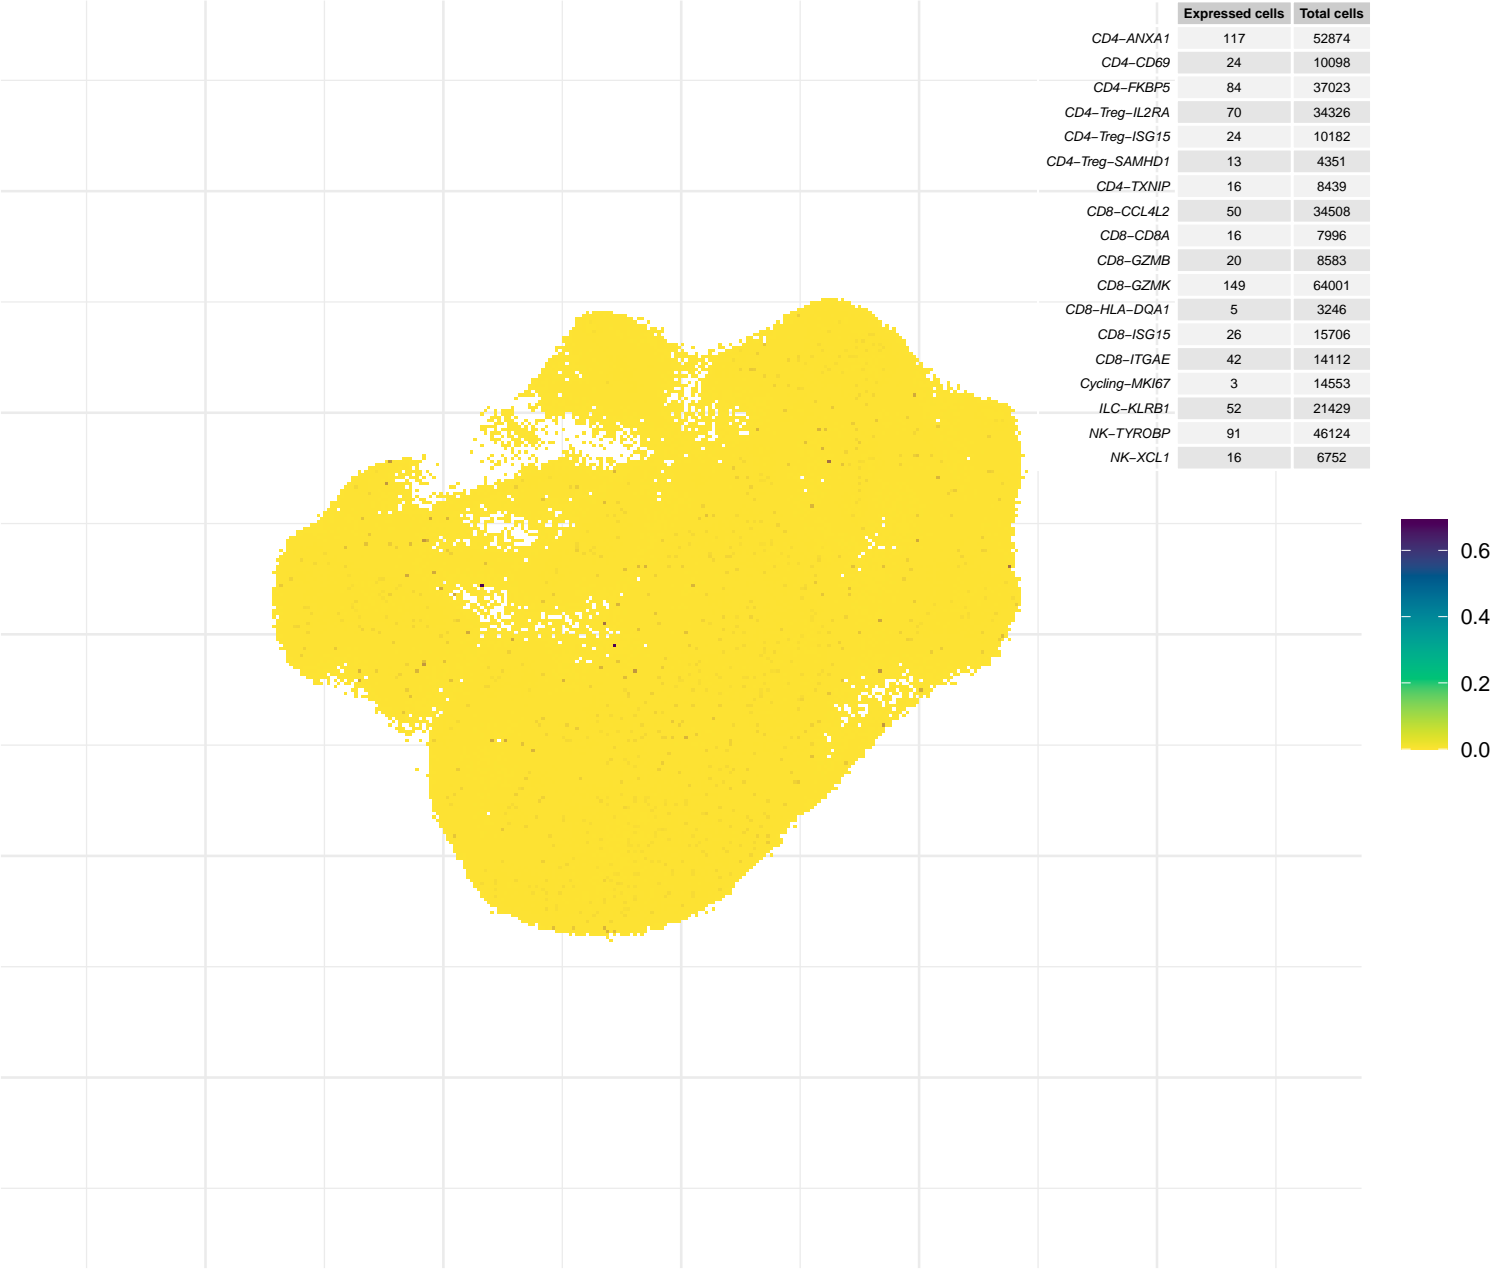 Expressed cells Total cells
CD4−ANXA1 117 52874
CD4−CD69 24 10098
CD4−FKBP5 84 37023
CD4−Treg−IL2RA 70 34326
CD4−Treg−ISG15 24 10182
CD4−Treg−SAMHD1 13 4351
CD4−TXNIP 16 8439
CD8−CCL4L2 50 34508
CD8−CD8A 16 7996
CD8−GZMB 20 8583
CD8−GZMK 149 64001
CD8−HLA−DQA1 5 3246
CD8−ISG15 26 15706
CD8−ITGAE 42 14112
Cycling−MKI67 3 14553
ILC−KLRB1 52 21429
NK−TYROBP 91 46124
NK−XCL1 16 6752
0.6
0.4
0.2
0.0